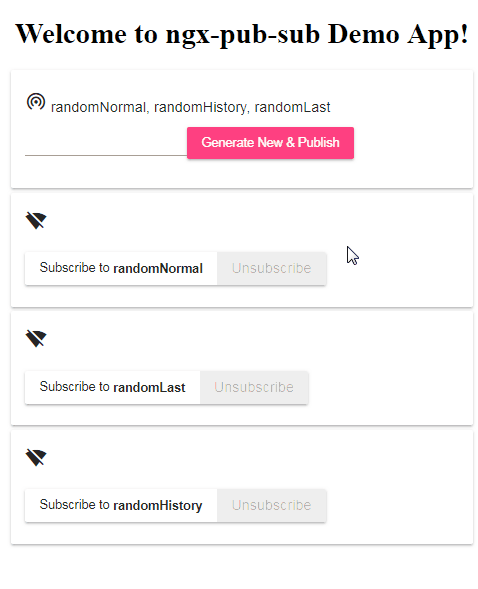 Welcome to ngx-pub-sub Demo App!
randomNormal, randomHistory, randomLast
Generate New & Publish
Subscribe to randomNormal Unsubscribe
Subscribe to randomLast Unsubscribe
Subscribe to randomHistory Unsubscribe